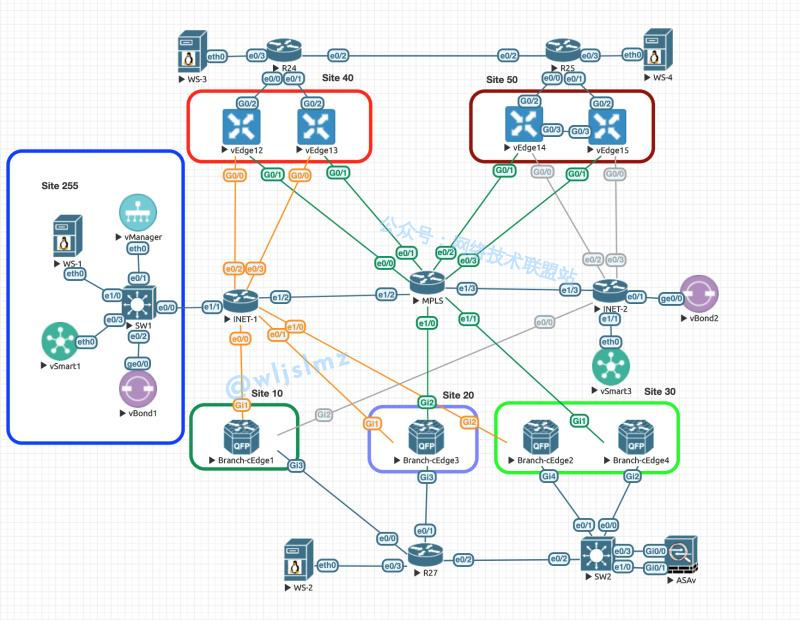 eth0
e0/3
e0/2
e0/2
e0/3
eth0
WS-3
R24
R25
WS-4
e0/0
e0/1
Site 40
Site 50
e0/0
e0/1
G0/2
G0/2
G0/2
G0/2
G0/3
G0/3
vEdge12
vEdge13
vEdge14
vEdge15
G0/0
G0/1
G0/0
G0/1
G0/1
G0/0
G0/1
G0/0
Site 255
vManager
WS-1
eth0
eth0
e0/1
e1/0
e0/3
SW1
e0/0
e0/2
vSmart1
eth0
ge0/0
vBond1
公众号：网络技术联盟站
e0/2
e0/3
e0/0
e0/1
e0/2
e0/3
e0/2
e0/3
e1/1
INET-1
e1/2
e1/2
MPLS
e1/3
e1/3
INET-2
e0/1
ge0/0
vBond2
e0/0
e0/1
e1/0
e1/0
e1/1
e0/0
e1/1
eth0
vSmart3
@wljslmz
Site 10
Site 20
Site 30
Gi1
Gi2
Gi1
Gi2
Gi2
Gi1
QFP
QFP
QFP
QFP
Branch-cEdge1
Branch-cEdge3
Branch-cEdge2
Branch-cEdge4
Gi3
Gi3
Gi4
Gi2
e0/0
e0/1
e0/1
e0/0
WS-2
eth0
e0/3
R27
e0/2
e0/2
SW2
e0/3
Gi0/0
e1/0
Gi0/1
ASAv